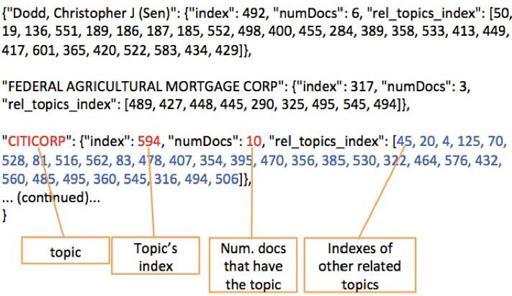 {"Dodd, Christopher J (Sen)": {"index": 492, "numDocs": 6, "rel_topics_index": [50,
19, 136, 551, 189, 186, 187, 185, 552, 498, 400, 455, 284, 389, 358, 533, 413, 449,
417, 601, 365, 420, 522, 583, 434, 429]},
"FEDERAL AGRICULTURAL MORTGAGE CORP": {"index": 317, "numDocs": 3,
"rel_topics_index": [489, 427, 448, 445, 290, 325, 495, 545, 494]},
"CITICORP": {"index": 594, "numDocs": 10, "rel_topics_index": [45, 20, 4, 125, 70,
528, 81, 516, 562, 83, 478, 407, 354, 395, 470, 356, 385, 530, 322, 464, 576, 432,
560, 485, 495, 360, 545, 316, 494, 506]},
... (continued)...
}
topic
Topic's
index
Num. docs
that have
the topic
Indexes of
other related
topics